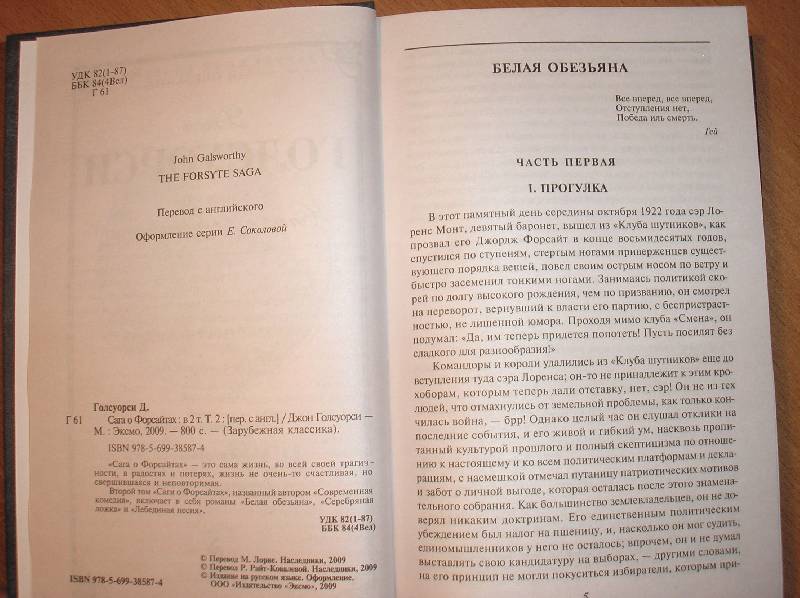 УДК 82(1-87)
ББК 84(4Вел)
Г 61
John Galsworthy
THE FORSYTE SAGA
Перевод с английского
Оформление серии Е. Соколовой
Голсуорси Д.
Г 61 Сага о Форсайтах : в 2 т. Т. 2 : [пер. с англ.] / Джон Голсуорси —
М. : Эксмо, 2009. — 800 с. — (Зарубежная классика).
ISBN 978-5-699-38587-4
«Сага о Форсайтах» — это сама жизнь, во всей своей трагич-
ности, в радостях и потерях, жизнь не очень-то счастливая, но
свершившаяся и неповторимая.
Второй том «Саги о Форсайтах», названный автором «Современная
комедия», включает в себя романы «Белая обезьяна», «Серебряная
ложка» и «Лебединая песня».
УДК 82(1-87)
ББК 84(4Вел)
© Перевод М. Лорие. Наследники, 2009
© Перевод Р. Райт-Ковалевой. Наследники, 2009
© Издание на русском языке. Оформление.
ООО «Издательство «Эксмо», 2009
ISBN 978-5-699-38587-4
БЕЛАЯ ОБЕЗЬЯНА
Все вперед, все вперед,
Отступления нет,
Победа иль смерть.
Гей
ЧАСТЬ ПЕРВАЯ
I. ПРОГУЛКА
В этот памятный день середины октября 1922 года сэр Ло-
ренс Монт, девятый баронет, вышел из «Клуба шутников», как
прозвал его Джордж Форсайт в конце восьмидесятых годов,
спустился по ступеням, стертым ногами приверженцев сущест-
вующего порядка вещей, повел своим острым носом по ветру и
быстро засеменил тонкими ногами. Занимаясь политикой ско-
рей по долгу высокого рождения, чем по призванию, он смотрел
на переворот, вернувший к власти его партию, с беспристраст-
ностью, не лишенной юмора. Проходя мимо клуба «Смена», он
подумал: «Да, им теперь придется попотеть! Пусть посидят без
сладкого для разнообразия!»
Командоры и короли удалились из «Клуба шутников» еще до
вступления туда сэра Лоренса; он-то не принадлежит к этим кро-
хоборам, которым теперь дали отставку, нет, сэр! Он не из тех
людей, что отмахнулись от земельной проблемы, как только кон-
чилась война, — брр! Однако целый час он слушал отклики на
последние события, и его живой и гибкий ум, насквозь пропи-
танный культурой прошлого и полный скептицизма по отноше-
нию к настоящему и ко всем политическим платформам и декла-
рациям, с насмешкой отмечал путаницу патриотических мотивов
и забот о личной выгоде, которая осталась после этого знамена-
тельного собрания. Как большинство землевладельцев, он не до-
верял никаким доктринам. Его единственным политическим
убеждением был налог на пшеницу, и, насколько он мог судить,
единомышленников у него не осталось; впрочем, он и не думал
выставлять свою кандидатуру на выборах, — другими словами,
на его принцип не могли покуситься избиратели, которым при-
5